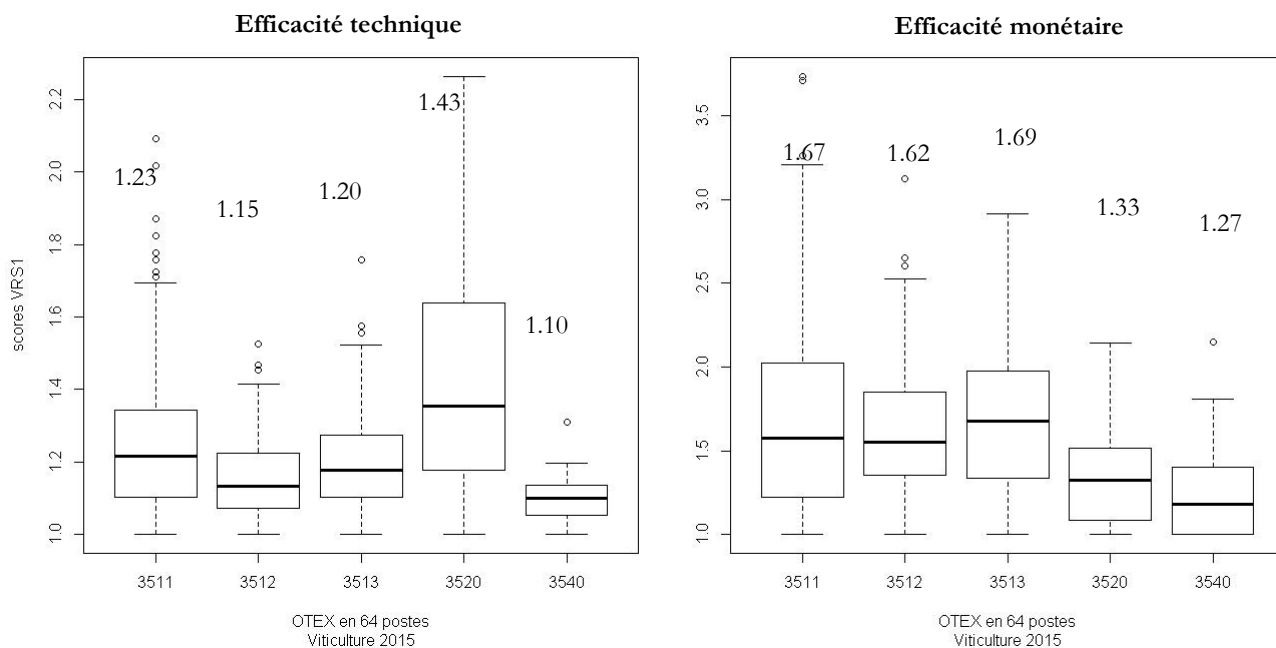 Efficacité technique
2.2
2.0
1.8
1.6
1.4
1.2
1.0
scores VRS1
1.23
1.15
1.20
1.43
1.10
3511 3512 3513 3520 3540
OTEX en 64 postes
Viticulture 2015
Efficacité monétaire
3.5
3.0
2.5
2.0
1.5
1.0
1.67
1.62
1.69
1.33
1.27
3511 3512 3513 3520 3540
OTEX en 64 postes
Viticulture 2015